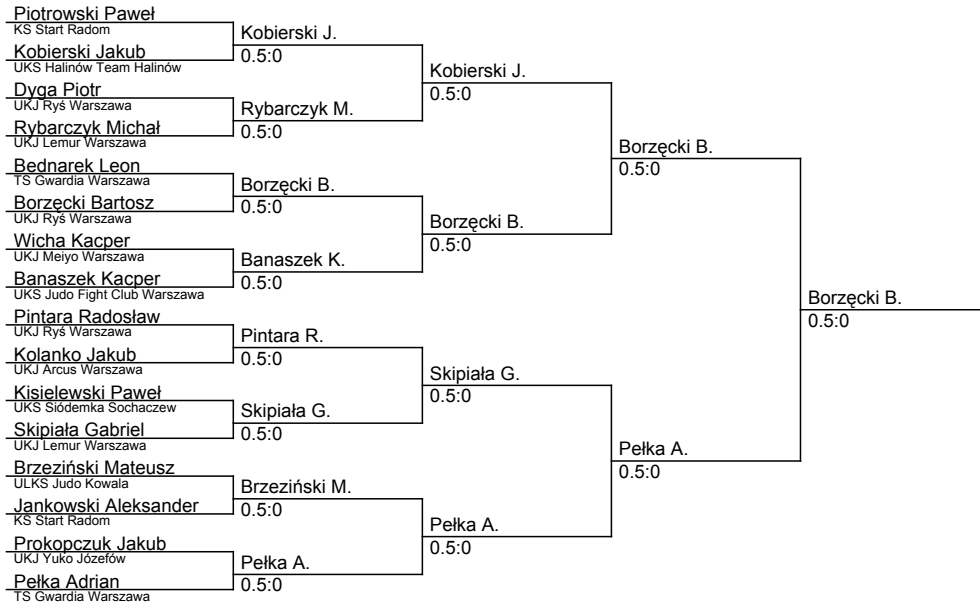 Piotrowski Paweł
KS Start Radom
Kobierski Jakub
UKS Halinów Team Halinów
Dyga Piotr
UKJ Ryś Warszawa
Rybarczyk Michał
UKJ Lemur Warszawa
Bednarek Leon
TS Gwardia Warszawa
Borzęcki Bartosz
UKJ Ryś Warszawa
Wicha Kacper
UKJ Meiyo Warszawa
Banaszek Kacper
UKS Judo Fight Club Warszawa
Pintara Radosław
UKJ Ryś Warszawa
Kolanko Jakub
UKJ Arcus Warszawa
Kisielewski Paweł
UKS Siódemka Sochaczew
Skipiała Gabriel
UKJ Lemur Warszawa
Brzeziński Mateusz
ULKS Judo Kowala
Jankowski Aleksander
KS Start Radom
Prokopczuk Jakub
UKJ Yuko Józefów
Pełka Adrian
TS Gwardia Warszawa
Kobierski J.
0.5:0
Rybarczyk M.
0.5:0
Borzęcki B.
0.5:0
Banaszek K.
0.5:0
Pintara R.
0.5:0
Skipiała G.
0.5:0
Brzeziński M.
0.5:0
Pełka A.
0.5:0
Kobierski J.
0.5:0
Borzęcki B.
0.5:0
Skipiała G.
0.5:0
Pełka A.
0.5:0
Borzęcki B.
0.5:0
Pełka A.
0.5:0
Borzęcki B.
0.5:0